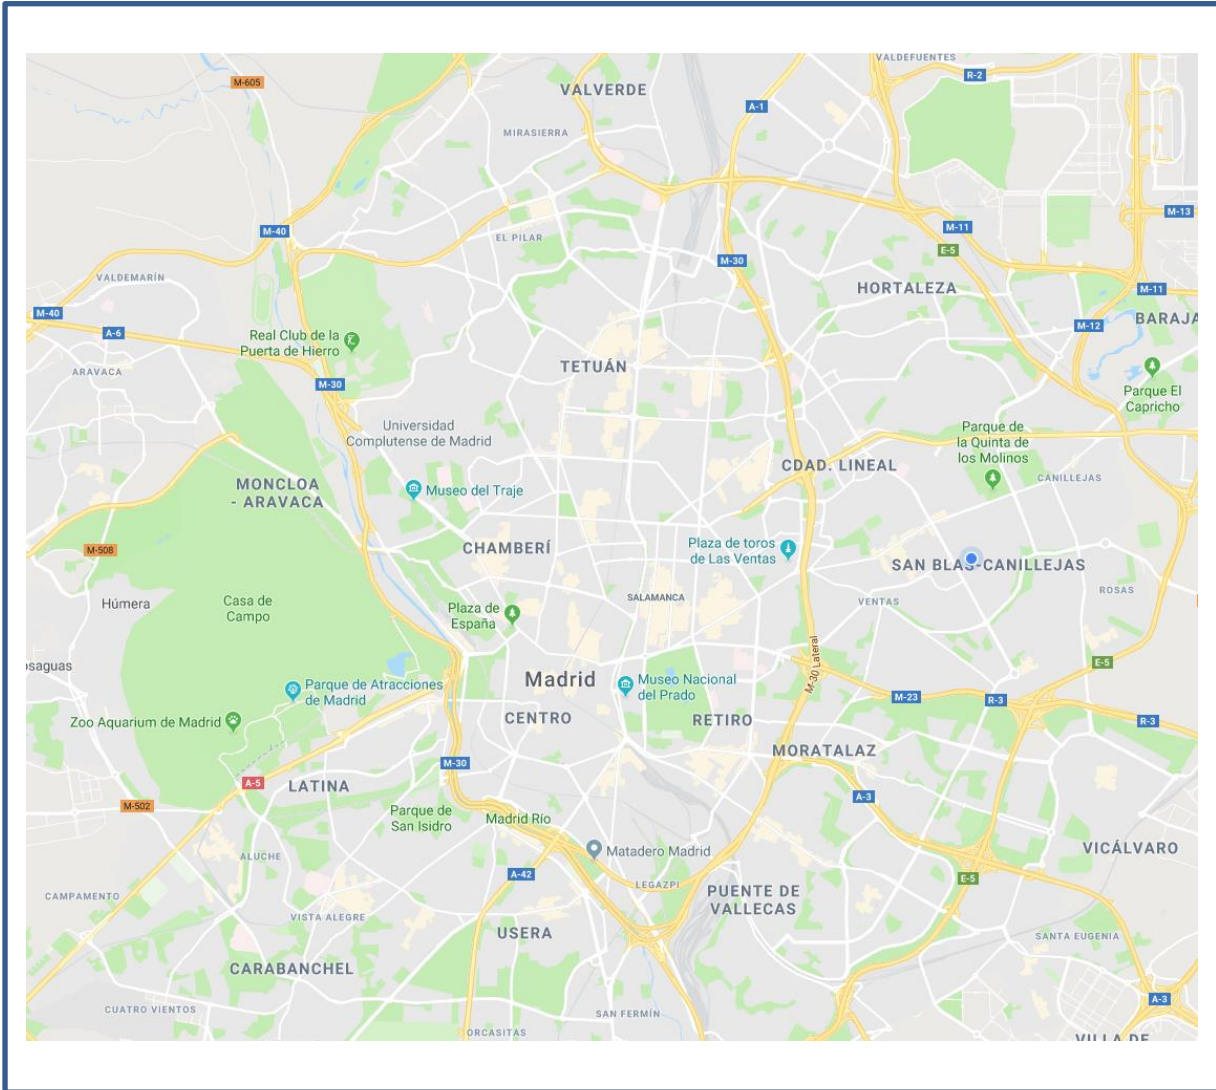 VALDEFUENTES
R-2
M-605
VALVERDE
A-1
MIRASIERRA
M-13
M-40
M-11
EL PILAR
E-5
M-30
VALDEMARÍN
HORTALEZA
M-11
M-40
BARAJA
M-12
A-6
Real Club de la
Puerta de Hierro
TETUÁN
ARAVACA
M-30
Parque El
Capricho
Universidad
Complutense de Madrid
Parque de
la Quinta de
los Molinos
CDAD. LINEAL
CANILLEJAS
MONCLOA
- ARAVACA
Museo del Traje
CHAMBERÍ
Plaza de toros
de Las Ventas
M-508
SAN BLAS-CANILLEJAS
ROSAS
Húmera
Casa de
Campo
SALAMANCA
VENTAS
Plaza de
España
osaguas
M-30 Lateral
E-5
Madrid
Museo Nacional
del Prado
Parque de Atracciones
de Madrid
M-23
R-3
R-3
Zoo Aquarium de Madrid
CENTRO
RETIRO
MORATALAZ
M-30
A-5
LATINA
A-3
M-502
Parque de
San Isidro
Madrid Río
Matadero Madrid
VICÁLVARO
ALUCHE
A-42
E-5
LEGAZPI
CAMPAMENTO
PUENTE DE
VALLECAS
VISTA ALEGRE
USERA
SANTA EUGENIA
CARABANCHEL
A-3
CUATRO VIENTOS
SAN FERMÍN
ORCASITAS
VILLA DE